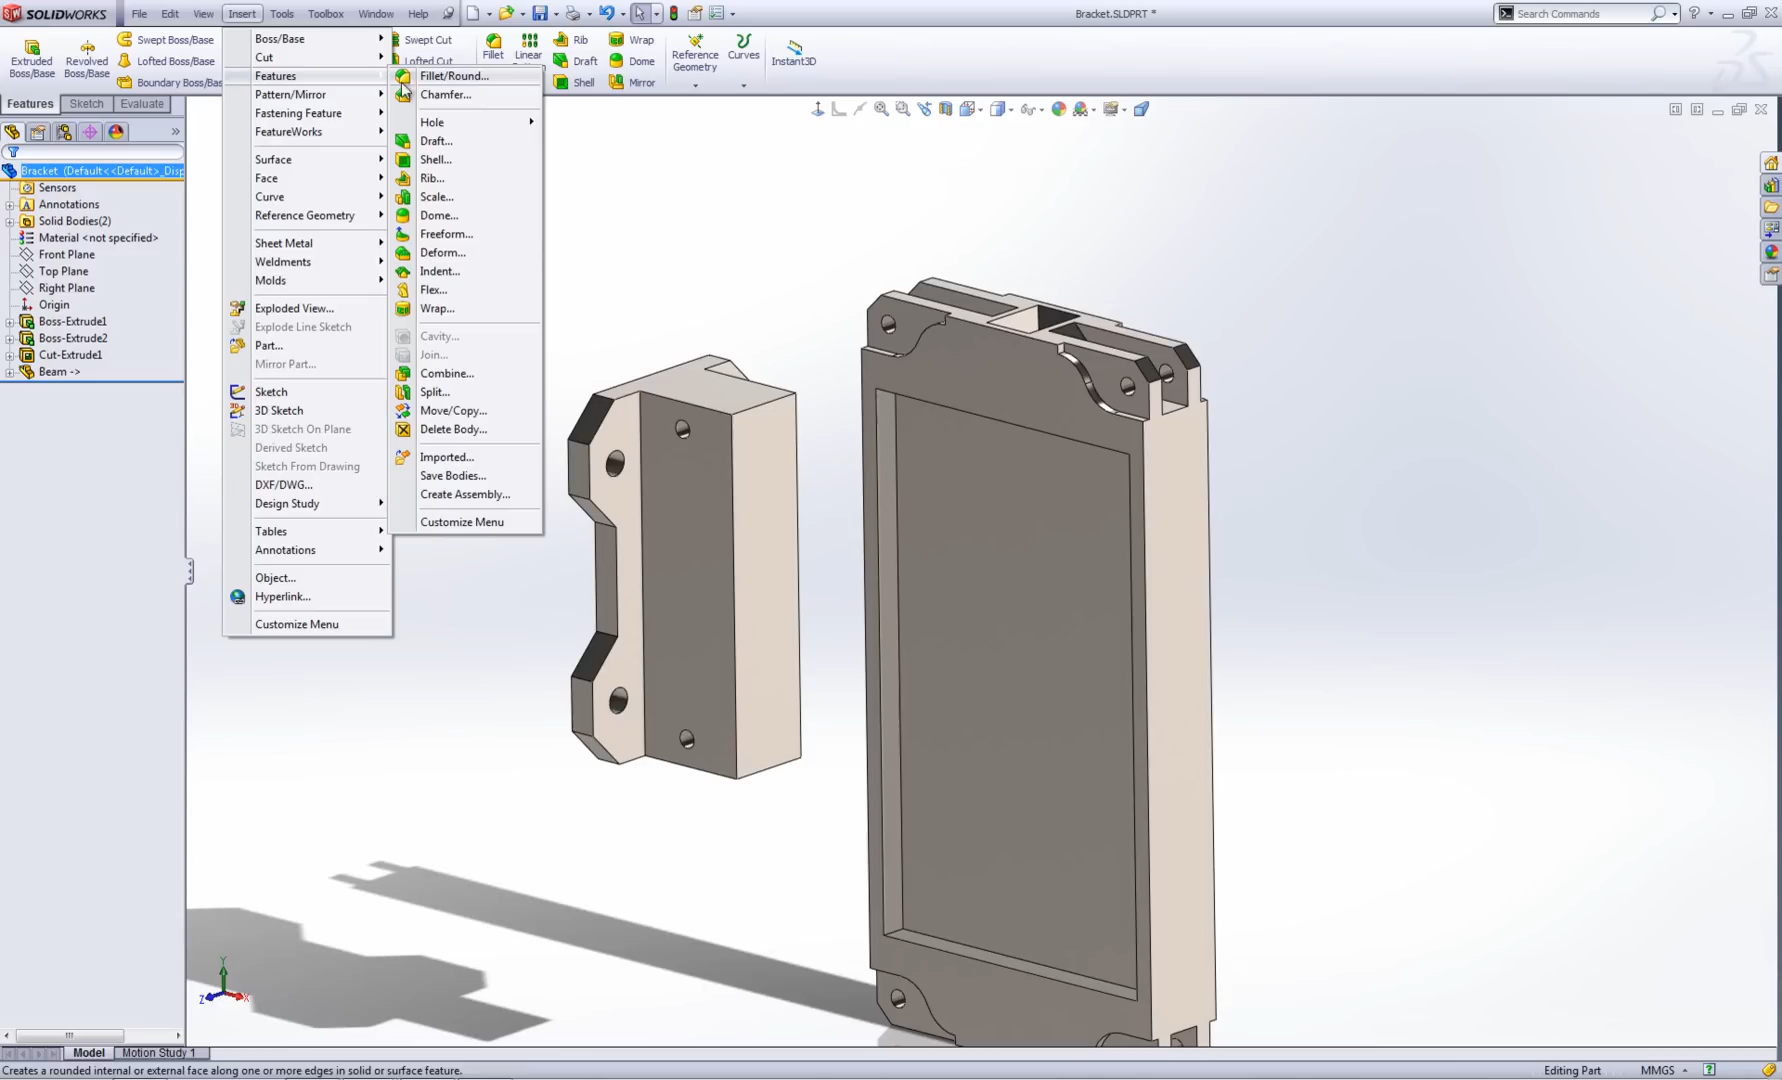 SW SOLIDWORKS File Edit View Insert Tools Toolbox Window Help Bracket.SLDPRT * Search Commands
Extruded Boss/Base
Revolved Boss/Base
Swept Boss/Base
Lofted Boss/Base
Boundary Boss/Base
Swept Cut
Lofted Cut
Fillet
Linear
Rib
Draft
Shell
Wrap
Dome
Mirror
Reference Geometry
Curves
Instant3D
Features Sketch Evaluate
Bracket (Default<<Default>_Disp
Sensors
Annotations
Solid Bodies(2)
Material <not specified>
Front Plane
Top Plane
Right Plane
Origin
Boss-Extrude1
Boss-Extrude2
Cut-Extrude1
Beam ->
Boss/Base
Cut
Features
Pattern/Mirror
Fastening Feature
FeatureWorks
Surface
Face
Curve
Reference Geometry
Sheet Metal
Weldments
Molds
Exploded View...
Explode Line Sketch
Part...
Mirror Part...
Sketch
3D Sketch
3D Sketch On Plane
Derived Sketch
Sketch From Drawing
DXF/DWG...
Design Study
Tables
Annotations
Object...
Hyperlink...
Customize Menu
Fillet/Round...
Chamfer...
Hole
Draft...
Shell...
Rib...
Scale...
Dome...
Freeform...
Deform...
Indent...
Flex...
Wrap...
Cavity...
Join...
Combine...
Split...
Move/Copy...
Delete Body...
Imported...
Save Bodies...
Create Assembly...
Customize Menu
Y
Z
X
Model Motion Study 1
Creates a rounded internal or external face along one or more edges in solid or surface feature. Editing Part MMGS